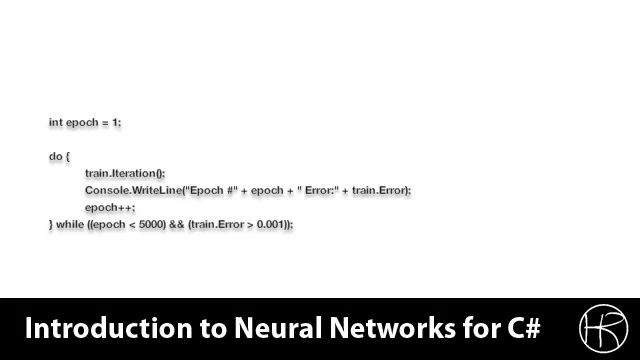 int epoch = 1;
do {
train.Iteration();
Console.WriteLine("Epoch #" + epoch + " Error:" + train.Error);
epoch++;
} while ((epoch < 5000) && (train.Error > 0.001));
Introduction to Neural Networks for C#